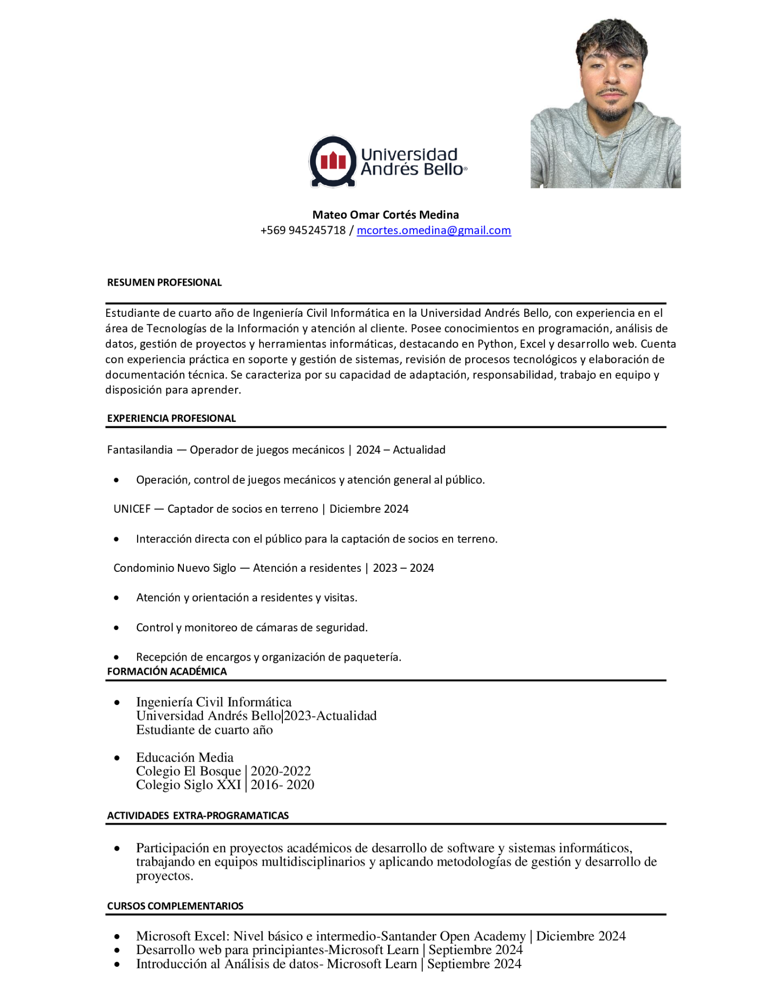 Universidad
Andrés Bello®
Mateo Omar Cortés Medina
+569 945245718 / mcortes.omedina@gmail.com
RESUMEN PROFESIONAL
Estudiante de cuarto año de Ingeniería Civil Informática en la Universidad Andrés Bello, con experiencia en el
área de Tecnologías de la Información y atención al cliente. Posee conocimientos en programación, análisis de
datos, gestión de proyectos y herramientas informáticas, destacando en Python, Excel y desarrollo web. Cuenta
con experiencia práctica en soporte y gestión de sistemas, revisión de procesos tecnológicos y elaboración de
documentación técnica. Se caracteriza por su capacidad de adaptación, responsabilidad, trabajo en equipo y
disposición para aprender.
EXPERIENCIA PROFESIONAL
Fantasilandia — Operador de juegos mecánicos | 2024 – Actualidad
• Operación, control de juegos mecánicos y atención general al público.
UNICEF — Captador de socios en terreno | Diciembre 2024
• Interacción directa con el público para la captación de socios en terreno.
Condominio Nuevo Siglo — Atención a residentes | 2023 – 2024
• Atención y orientación a residentes y visitas.
• Control y monitoreo de cámaras de seguridad.
• Recepción de encargos y organización de paquetería.
FORMACIÓN ACADÉMICA
• Ingeniería Civil Informática
Universidad Andrés Bello|2023-Actualidad
Estudiante de cuarto año
• Educación Media
Colegio El Bosque | 2020-2022
Colegio Siglo XXI | 2016- 2020
ACTIVIDADES EXTRA-PROGRAMATICAS
• Participación en proyectos académicos de desarrollo de software y sistemas informáticos,
trabajando en equipos multidisciplinarios y aplicando metodologías de gestión y desarrollo de
proyectos.
CURSOS COMPLEMENTARIOS
• Microsoft Excel: Nivel básico e intermedio-Santander Open Academy | Diciembre 2024
• Desarrollo web para principiantes-Microsoft Learn | Septiembre 2024
• Introducción al Análisis de datos- Microsoft Learn | Septiembre 2024